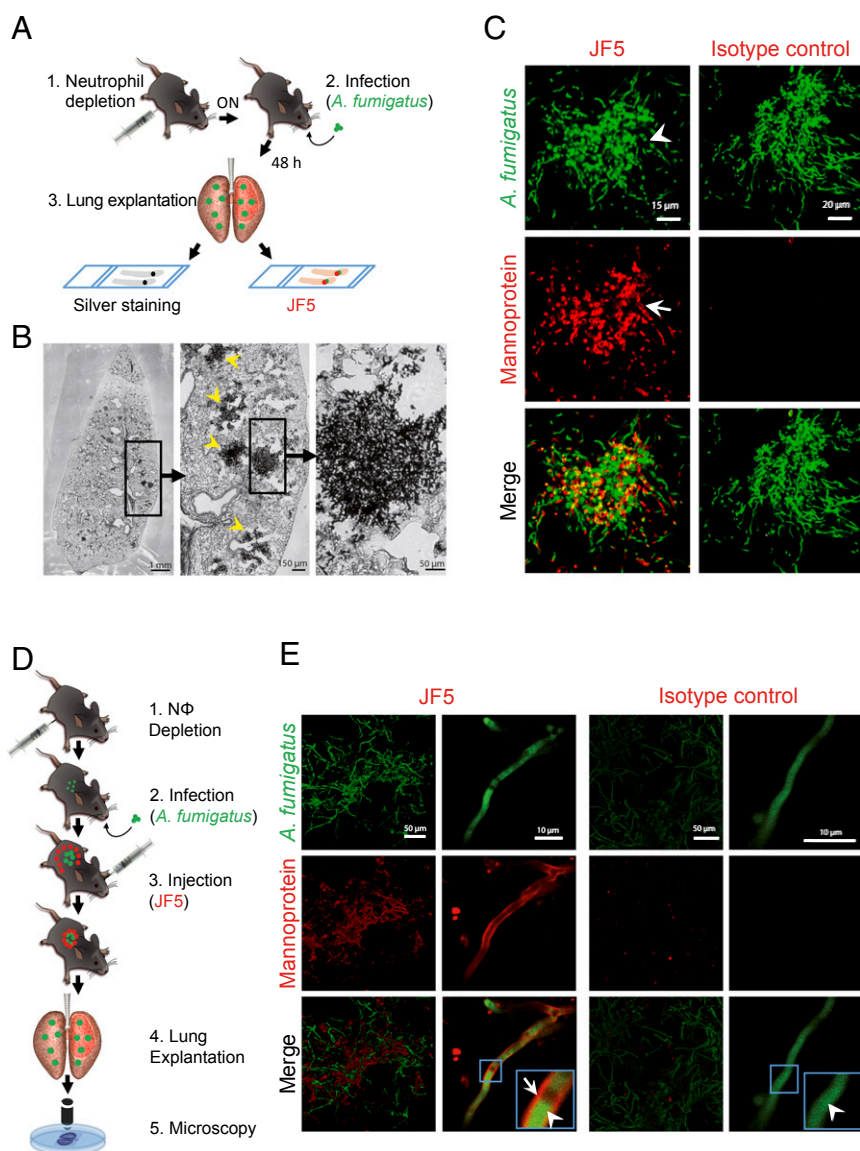 A
1. Neutrophil
depletion
ON
2. Infection
(A. fumigatus)
48 h
3. Lung explantation
Silver staining
JF5
B
1 mm
150 µm
50 µm
C
JF5
Isotype control
A. fumigatus
15 µm
20 µm
Mannoprotein
Merge
D
1. NΦ
Depletion
2. Infection
(A. fumigatus)
3. Injection
(JF5)
4. Lung
Explantation
5. Microscopy
E
JF5
Isotype control
A. fumigatus
50 µm
10 µm
50 µm
10 µm
Mannoprotein
Merge